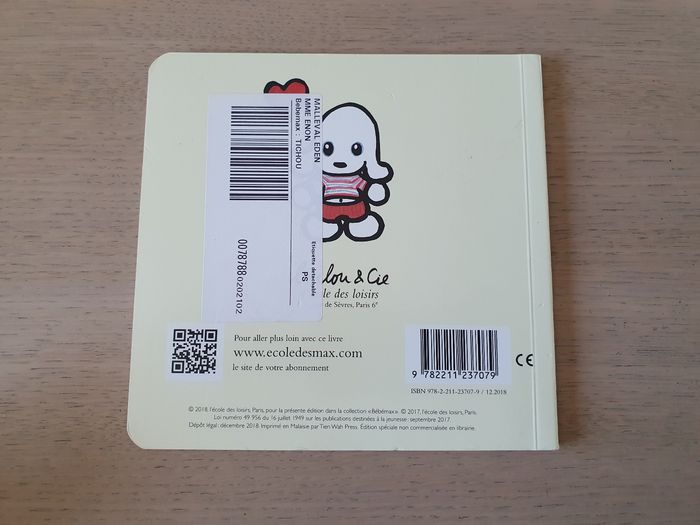 MALLEVAL EDEN
MME ENON
Bébémax : TICHOU
Etiquette detachable
PS
00787880202102
lou & Cie
le des loisirs
de Sèvres, Paris 6e
Pour aller plus loin avec ce livre
www.ecoledesmax.com
le site de votre abonnement
9 782211 237079
CE
ISBN 978-2-211-23707-9 / 12.2018
© 2018, l'école des loisirs, Paris, pour la présente édition dans la collection «Bébémax». © 2017, l'école des loisirs, Paris.
Loi numéro 49 956 du 16 juillet 1949 sur les publications destinées à la jeunesse: septembre 2017.
Dépôt légal: décembre 2018. Imprimé en Malaisie par Tien Wah Press. Édition spéciale non commercialisée en librairie.